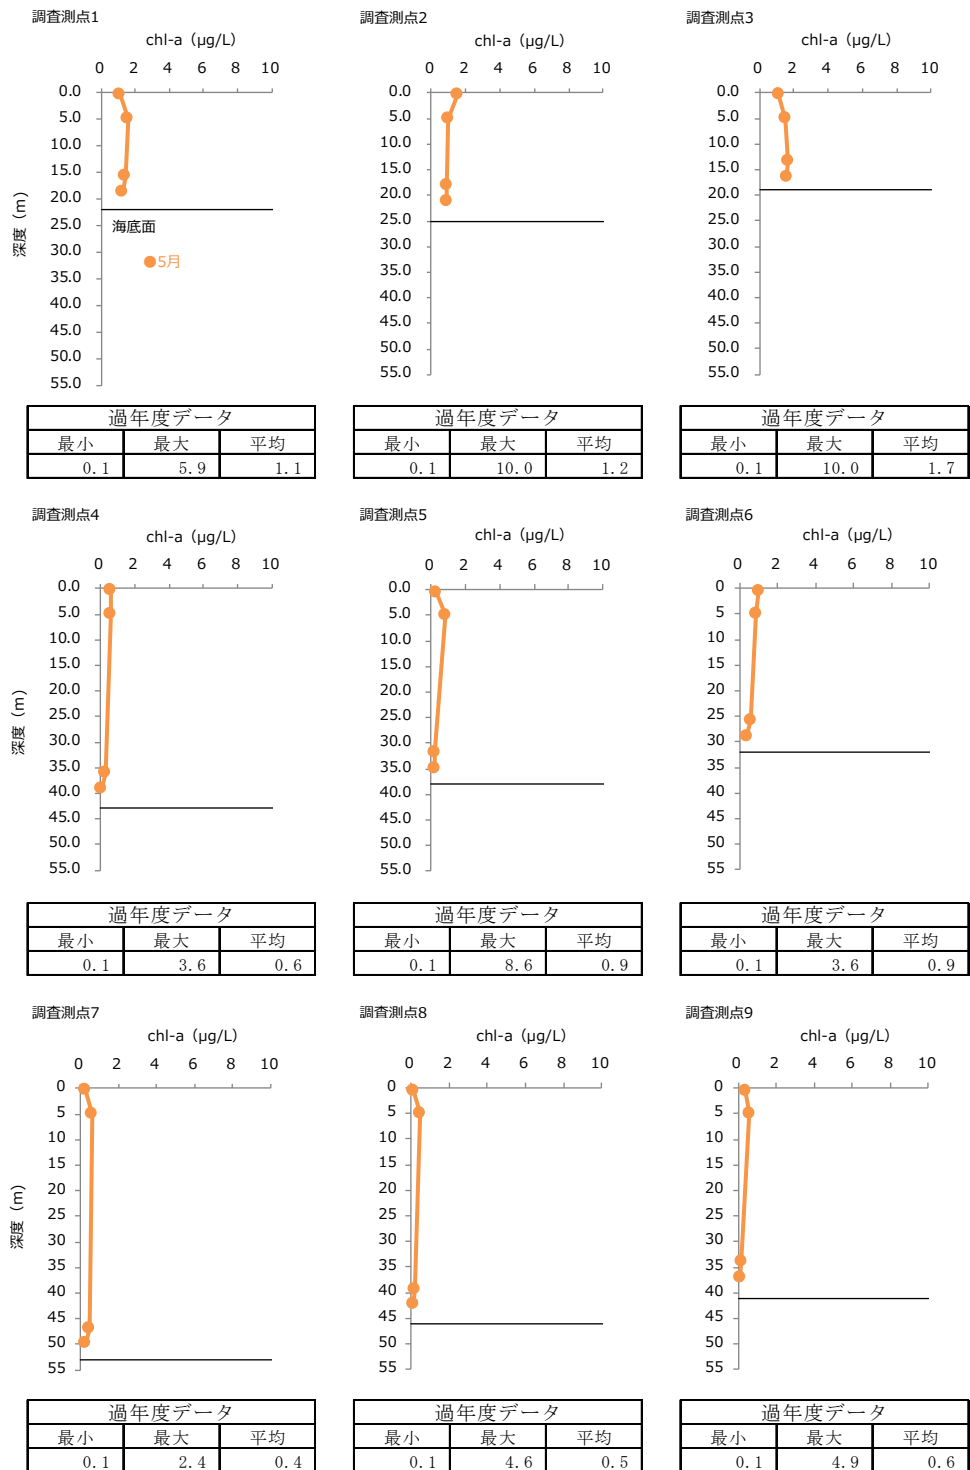 調査測点1 調査測点2 調査測点3
chl-a（μg/L） chl-a（μg/L） chl-a（μg/L）
0 2 4 6 8 10 0 2 4 6 8 10 0 2 4 6 8 10
0.0 0.0 0.0
5.0 5.0 5.0
10.0 10.0 10.0
15.0 15.0 15.0
20.0 20.0 20.0
25.0 25.0 25.0
30.0 30.0 30.0
35.0 35.0 35.0
40.0 40.0 40.0
45.0 45.0 45.0
50.0 50.0 50.0
55.0 55.0 55.0
深度（m）
海底面
5月
過年度データ 過年度データ 過年度データ
最小 最大 平均 最小 最大 平均 最小 最大 平均
0.1 5.9 1.1 0.1 10.0 1.2 0.1 10.0 1.7
調査測点4 調査測点5 調査測点6
chl-a（μg/L） chl-a（μg/L） chl-a（μg/L）
0 2 4 6 8 10 0 2 4 6 8 10 0 2 4 6 8 10
0.0 0.0 0.0
5.0 5.0 5
10.0 10.0 10
15.0 15.0 15
20.0 20.0 20
25.0 25.0 25
30.0 30.0 30
35.0 35.0 35
40.0 40.0 40
45.0 45.0 45
50.0 50.0 50
55.0 55.0 55
深度（m）
過年度データ 過年度データ 過年度データ
最小 最大 平均 最小 最大 平均 最小 最大 平均
0.1 3.6 0.6 0.1 8.6 0.9 0.1 3.6 0.9
調査測点7 調査測点8 調査測点9
chl-a（μg/L） chl-a（μg/L） chl-a（μg/L）
0 2 4 6 8 10 0 2 4 6 8 10 0 2 4 6 8 10
0 0 0
5 5 5
10 10 10
15 15 15
20 20 20
25 25 25
30 30 30
35 35 35
40 40 40
45 45 45
50 50 50
55 55 55
深度（m）
過年度データ 過年度データ 過年度データ
最小 最大 平均 最小 最大 平均 最小 最大 平均
0.1 2.4 0.4 0.1 4.6 0.5 0.1 4.9 0.6